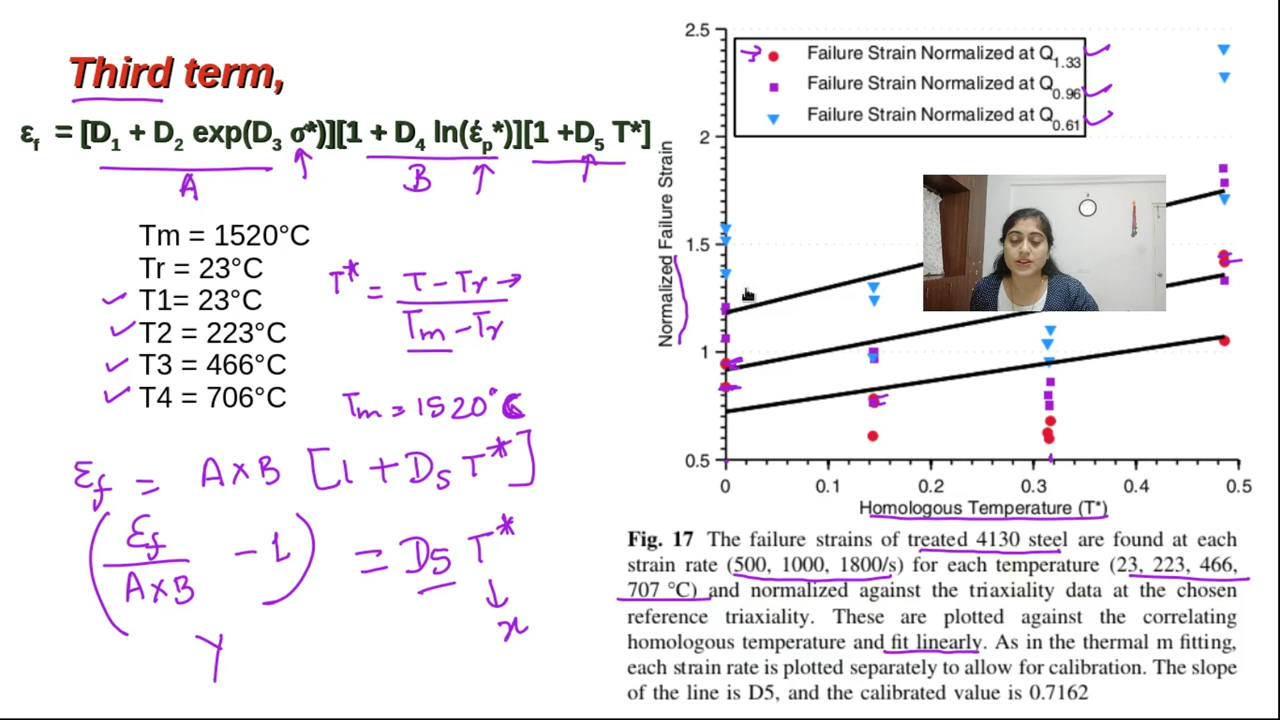 Third term,
εf = [D1 + D2 exp(D3 σ*)][1 + D4 ln(έp*)][1 +D5 T*]
A
B
Tm = 1520°C
Tr = 23°C
T1= 23°C
T2 = 223°C
T3 = 466°C
T4 = 706°C
T* = T - Tr → / Tm - Tr
Tm = 1520°C
εf = A×B [1 + D5 T*]
(εf / A×B - 1) = D5 T*
Y
x
2.5
2
1.5
1
0.5
Normalized Failure Strain
Failure Strain Normalized at Q1.33
Failure Strain Normalized at Q0.96
Failure Strain Normalized at Q0.61
0 0.1 0.2 0.3 0.4 0.5
Homologous Temperature (T*)
Fig. 17 The failure strains of treated 4130 steel are found at each
strain rate (500, 1000, 1800/s) for each temperature (23, 223, 466,
707 °C) and normalized against the triaxiality data at the chosen
reference triaxiality. These are plotted against the correlating
homologous temperature and fit linearly. As in the thermal m fitting,
each strain rate is plotted separately to allow for calibration. The slope
of the line is D5, and the calibrated value is 0.7162